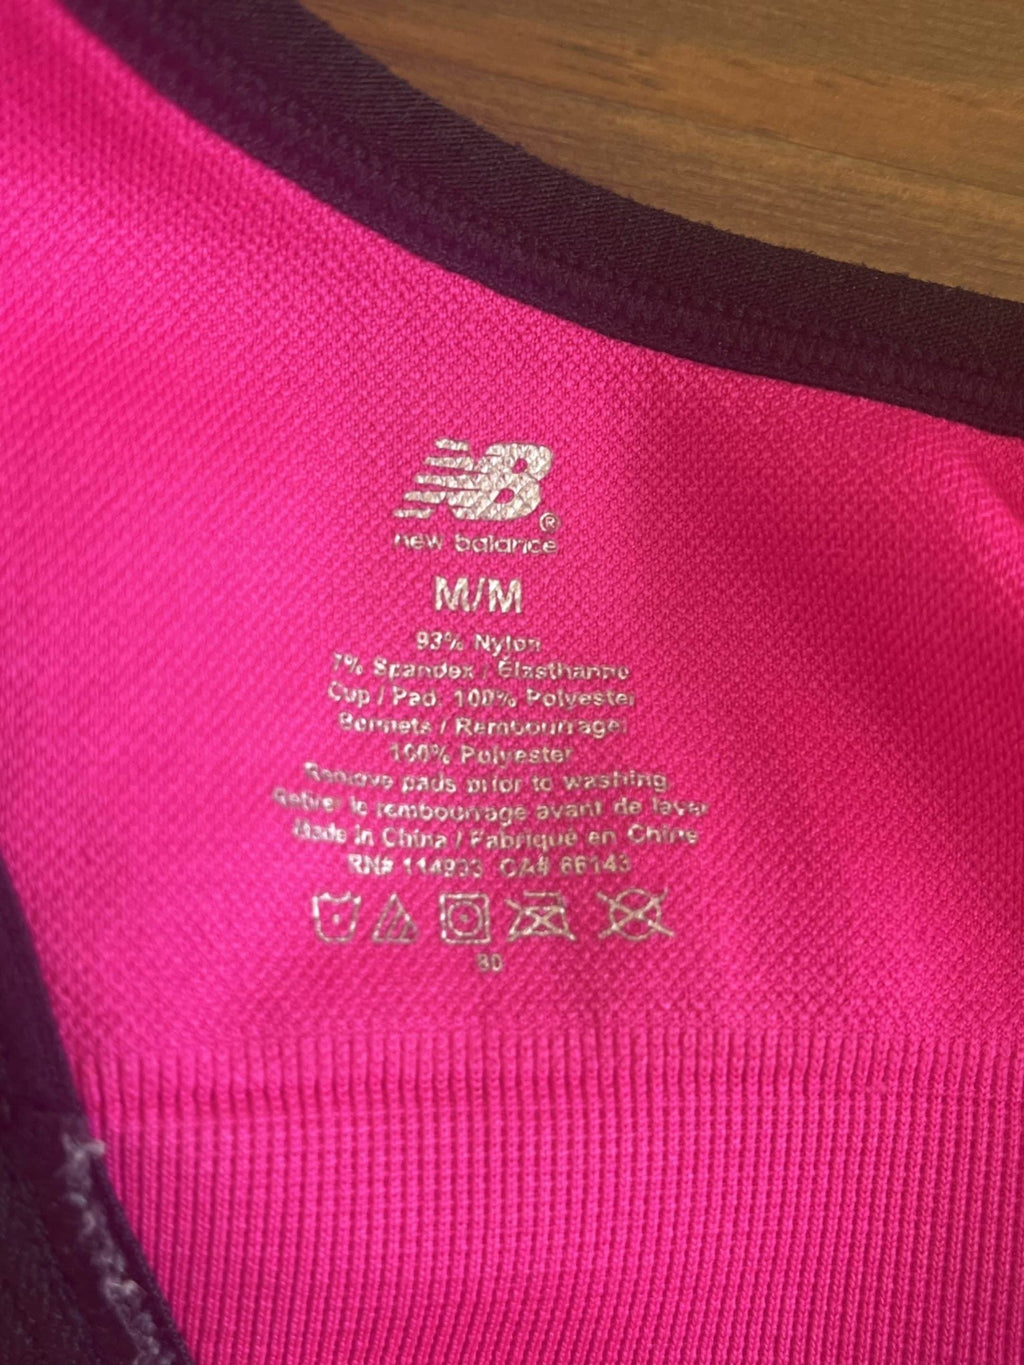 NB®
new balance
M/M
93% Nylon
7% Spandex / Élasthanne
Cup / Pad: 100% Polyester
Bonnets / Rembourrage:
100% Polyester
Remove pads prior to washing
Retirer le rembourrage avant de laver
Made in China / Fabriqué en Chine
RN# 114933 CA# 66143